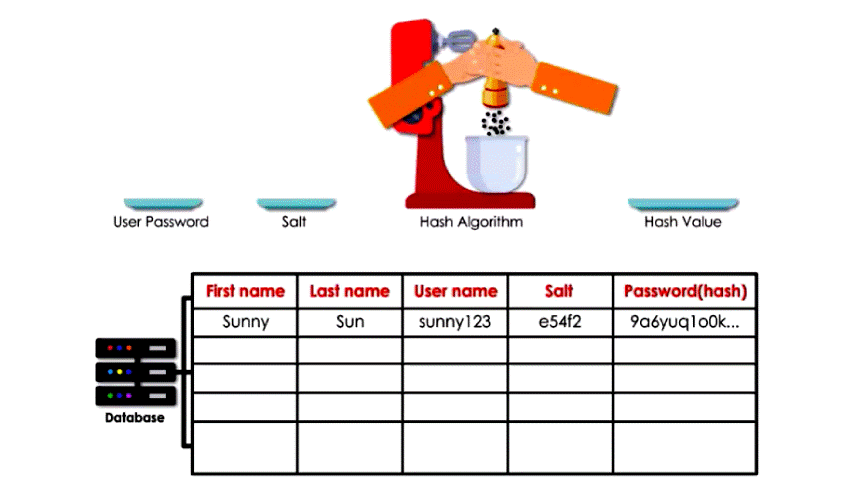 User Password
Salt
Hash Algorithm
Hash Value
First name Last name User name Salt Password(hash)
Sunny Sun sunny123 e54f2 9a6yuq1o0k...
Database